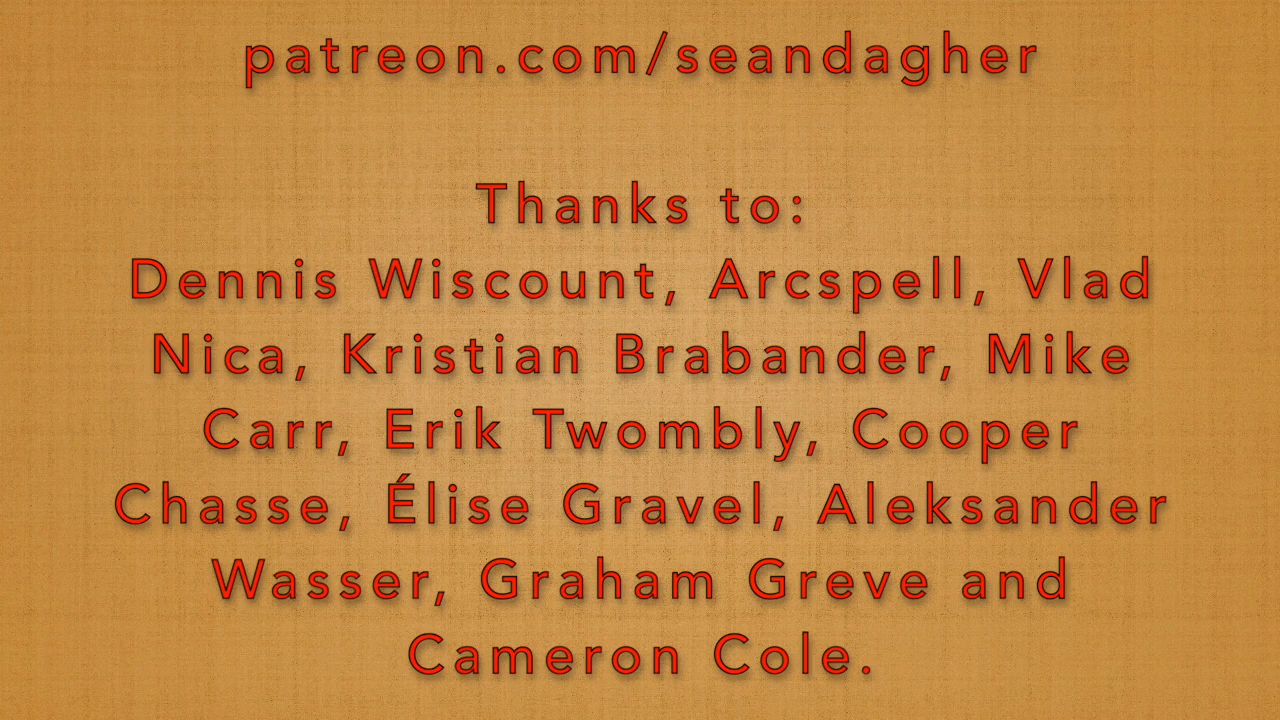 patreon.com/seandagher
Thanks to:
Dennis Wiscount, Arcspell, Vlad
Nica, Kristian Brabander, Mike
Carr, Erik Twombly, Cooper
Chasse, Élise Gravel, Aleksander
Wasser, Graham Greve and
Cameron Cole.